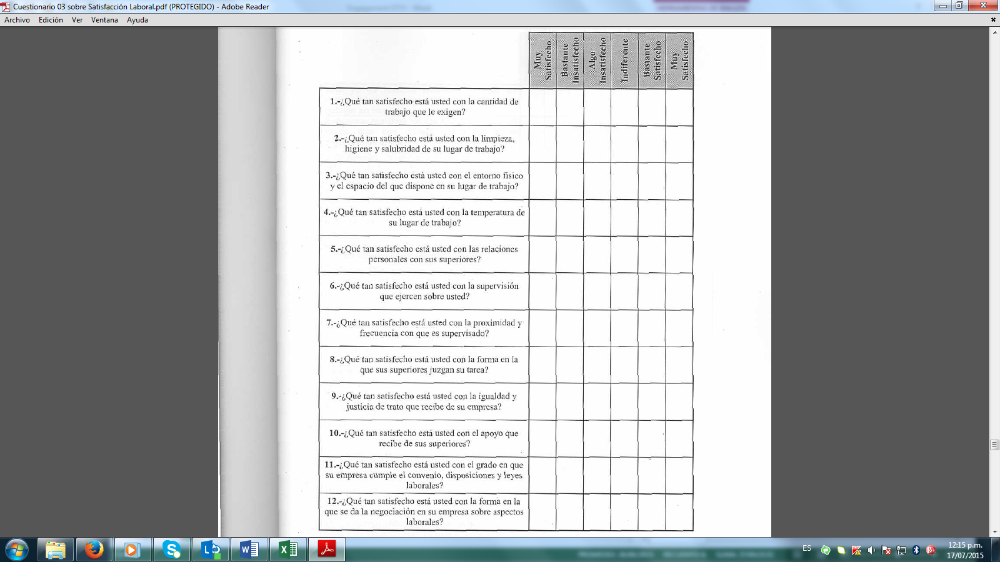 Cuestionario 03 sobre Satisfacción Laboral.pdf (PROTEGIDO) - Adobe Reader
Archivo Edición Ver Ventana Ayuda
Muy
Satisfecho
Bastante
Insatisfecho
Algo
Insatisfecho
Indiferente
Bastante
Satisfecho
Muy
Satisfecho
1.-¿Qué tan satisfecho está usted con la cantidad de
trabajo que le exigen?
2.-¿Qué tan satisfecho está usted con la limpieza,
higiene y salubridad de su lugar de trabajo?
3.-¿Qué tan satisfecho está usted con el entorno físico
y el espacio del que dispone en su lugar de trabajo?
4.-¿Qué tan satisfecho está usted con la temperatura de
su lugar de trabajo?
5.-¿Qué tan satisfecho está usted con las relaciones
personales con sus superiores?
6.-¿Qué tan satisfecho está usted con la supervisión
que ejercen sobre usted?
7.-¿Qué tan satisfecho está usted con la proximidad y
frecuencia con que es supervisado?
8.-¿Qué tan satisfecho está usted con la forma en la
que sus superiores juzgan su tarea?
9.-¿Qué tan satisfecho está usted con la igualdad y
justicia de trato que recibe de su empresa?
10.-¿Qué tan satisfecho está usted con el apoyo que
recibe de sus superiores?
11.-¿Qué tan satisfecho está usted con el grado en que
su empresa cumple el convenio, disposiciones y leyes
laborales?
12.-¿Qué tan satisfecho está usted con la forma en la
que se da la negociación en su empresa sobre aspectos
laborales?
ES
12:15 p.m.
17/07/2015